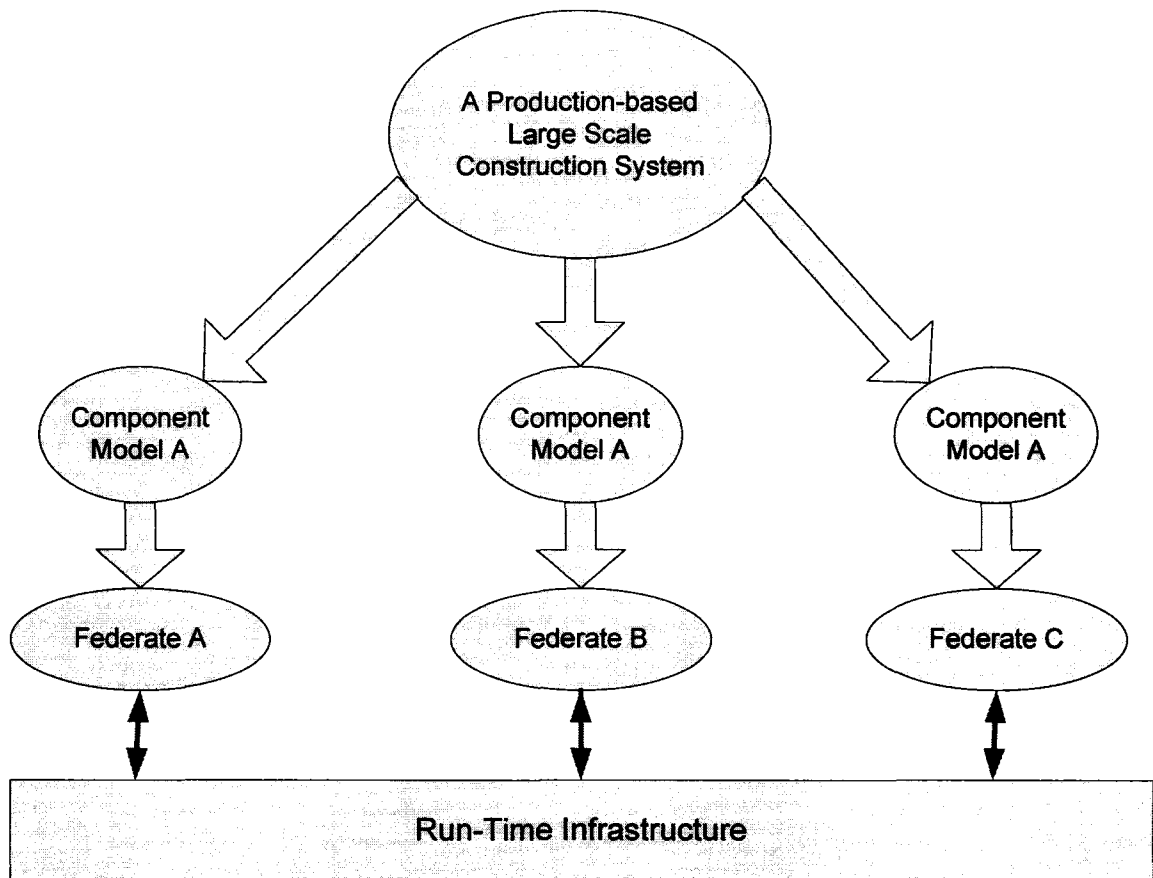 A Production-based
Large Scale
Construction System
Component
Model A
Component
Model A
Component
Model A
Federate A
Federate B
Federate C
Run-Time Infrastructure